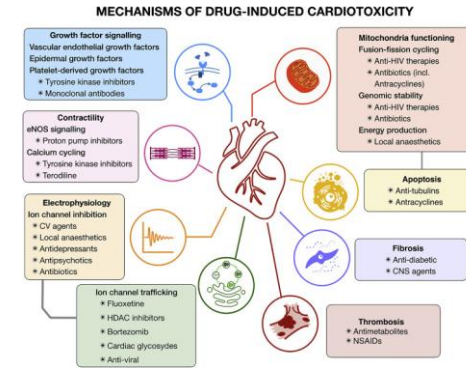 MECHANISMS OF DRUG-INDUCED CARDIOTOXICITY
Growth factor signalling
Vascular endothelial growth factors
Epidermal growth factors
Platelet-derived growth factors
* Tyrosine kinase inhibitors
* Monoclonal antibodies
Contractility
eNOS signalling
* Proton pump inhibitors
Calcium cycling
* Tyrosine kinase inhibitors
* Terodiline
Electrophysiology
Ion channel inhibition
* CV agents
* Local anaesthetics
* Antidepressants
* Antipsychotics
* Antibiotics
Ion channel trafficking
* Fluoxetine
* HDAC inhibitors
* Bortezomib
* Cardiac glycosydes
* Anti-viral
Mitochondria functioning
Fusion-fission cycling
* Anti-HIV therapies
* Antibiotics (incl.
Antracyclines)
Genomic stability
* Anti-HIV therapies
* Antibiotics
Energy production
* Local anaesthetics
Apoptosis
* Anti-tubulins
* Antracyclines
Fibrosis
* Anti-diabetic
* CNS agents
Thrombosis
* Antimetabolites
* NSAIDs